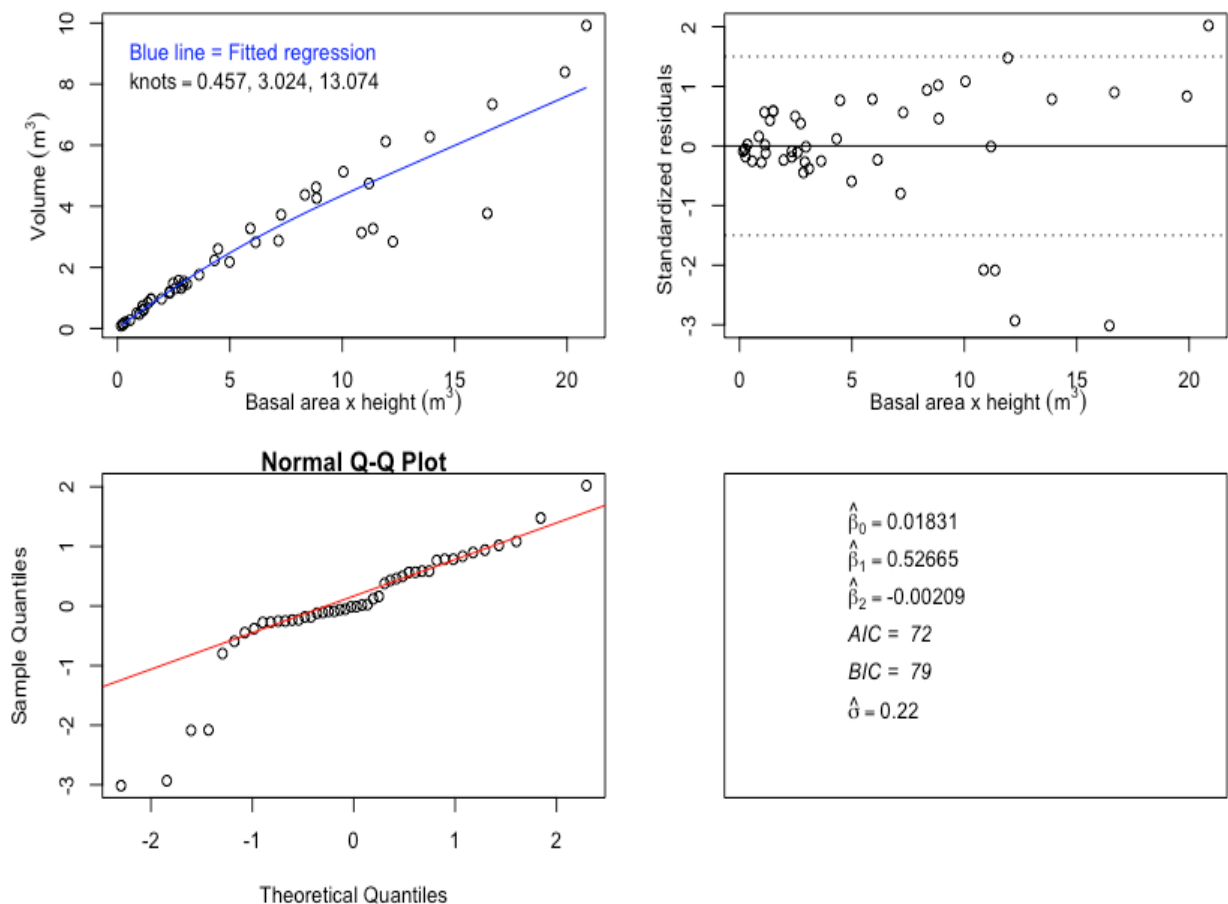 Blue line = Fitted regression
knots = 0.457, 3.024, 13.074
Volume (m³)
0
2
4
6
8
10
0 5 10 15 20
Basal area x height (m³)
Standardized residuals
-3
-2
-1
0
1
2
0 5 10 15 20
Basal area x height (m³)
Normal Q-Q Plot
Sample Quantiles
-3
-2
-1
0
1
2
-2 -1 0 1 2
Theoretical Quantiles
β̂₀ = 0.01831
β̂₁ = 0.52665
β̂₂ = -0.00209
AIC = 72
BIC = 79
σ̂ = 0.22